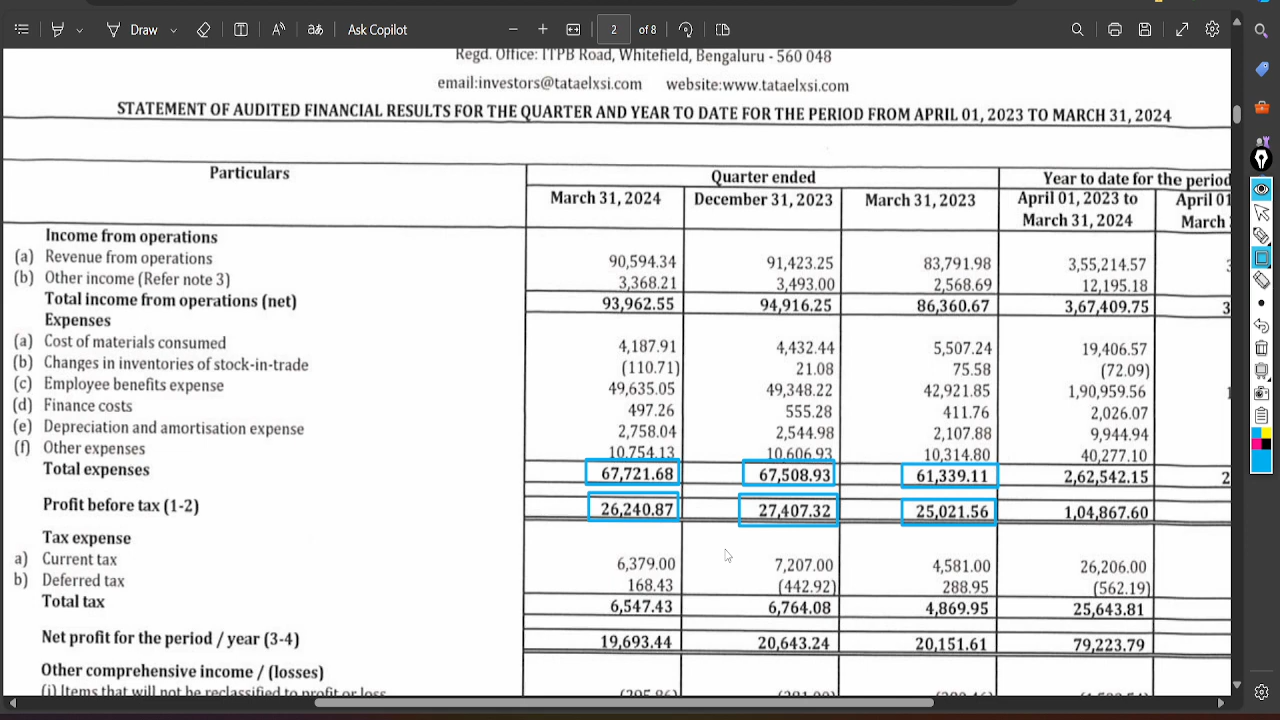 Draw
Ask Copilot
2 of 8
Regd. Office: ITPB Road, Whitefield, Bengaluru - 560 048
email:investors@tataelxsi.com website:www.tataelxsi.com
STATEMENT OF AUDITED FINANCIAL RESULTS FOR THE QUARTER AND YEAR TO DATE FOR THE PERIOD FROM APRIL 01, 2023 TO MARCH 31, 2024
Particulars Quarter ended Year to date for the period
March 31, 2024 December 31, 2023 March 31, 2023 April 01, 2023 to April 01
March 31, 2024 March
Income from operations
(a) Revenue from operations 90,594.34 91,423.25 83,791.98 3,55,214.57
(b) Other income (Refer note 3) 3,368.21 3,493.00 2,568.69 12,195.18
Total income from operations (net) 93,962.55 94,916.25 86,360.67 3,67,409.75 3
Expenses
(a) Cost of materials consumed 4,187.91 4,432.44 5,507.24 19,406.57
(b) Changes in inventories of stock-in-trade (110.71) 21.08 75.58 (72.09)
(c) Employee benefits expense 49,635.05 49,348.22 42,921.85 1,90,959.56 1
(d) Finance costs 497.26 555.28 411.76 2,026.07
(e) Depreciation and amortisation expense 2,758.04 2,544.98 2,107.88 9,944.94
(f) Other expenses 10,754.13 10,606.93 10,314.80 40,277.10
Total expenses 67,721.68 67,508.93 61,339.11 2,62,542.15 2
Profit before tax (1-2) 26,240.87 27,407.32 25,021.56 1,04,867.60
Tax expense
a) Current tax 6,379.00 7,207.00 4,581.00 26,206.00
b) Deferred tax 168.43 (442.92) 288.95 (562.19)
Total tax 6,547.43 6,764.08 4,869.95 25,643.81
Net profit for the period / year (3-4) 19,693.44 20,643.24 20,151.61 79,223.79
Other comprehensive income / (losses)
(i) Items that will not be reclassified to profit or loss